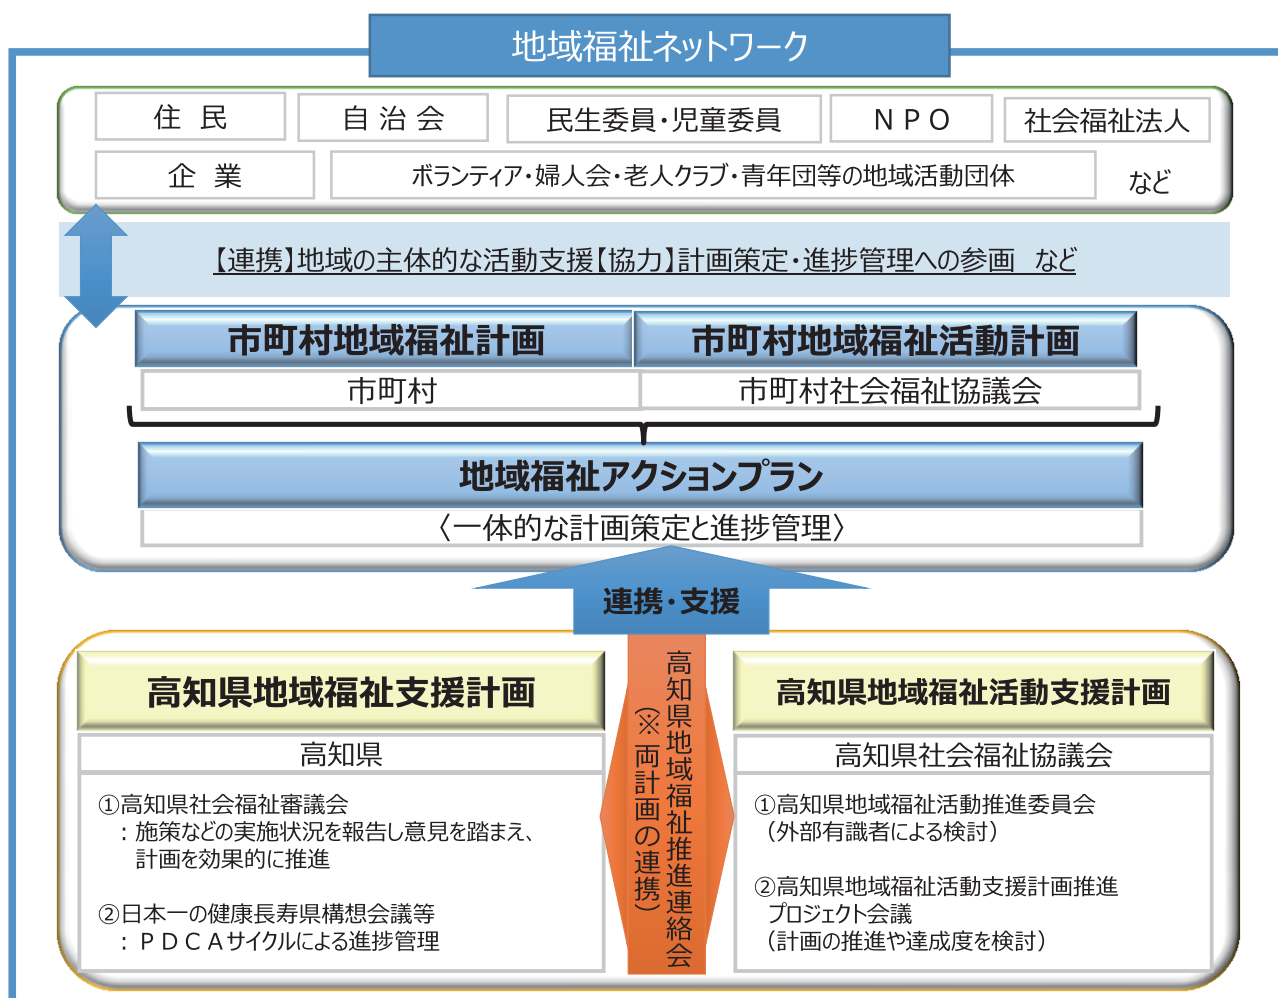 地域福祉ネットワーク
住 民
自 治 会
民生委員・児童委員
N P O
社会福祉法人
企 業
ボランティア・婦人会・老人クラブ・青年団等の地域活動団体
など
【連携】地域の主体的な活動支援【協力】計画策定・進捗管理への参画 など
市町村地域福祉計画
市町村地域福祉活動計画
市町村
市町村社会福祉協議会
地域福祉アクションプラン
〈一体的な計画策定と進捗管理〉
連携・支援
高知県地域福祉支援計画
高知県
①高知県社会福祉審議会
：施策などの実施状況を報告し意見を踏まえ、
計画を効果的に推進
②日本一の健康長寿県構想会議等
：ＰＤＣＡサイクルによる進捗管理
高知県地域福祉推進連絡会
（※両計画の連携）
高知県地域福祉活動支援計画
高知県社会福祉協議会
①高知県地域福祉活動推進委員会
（外部有識者による検討）
②高知県地域福祉活動支援計画推進
プロジェクト会議
（計画の推進や達成度を検討）